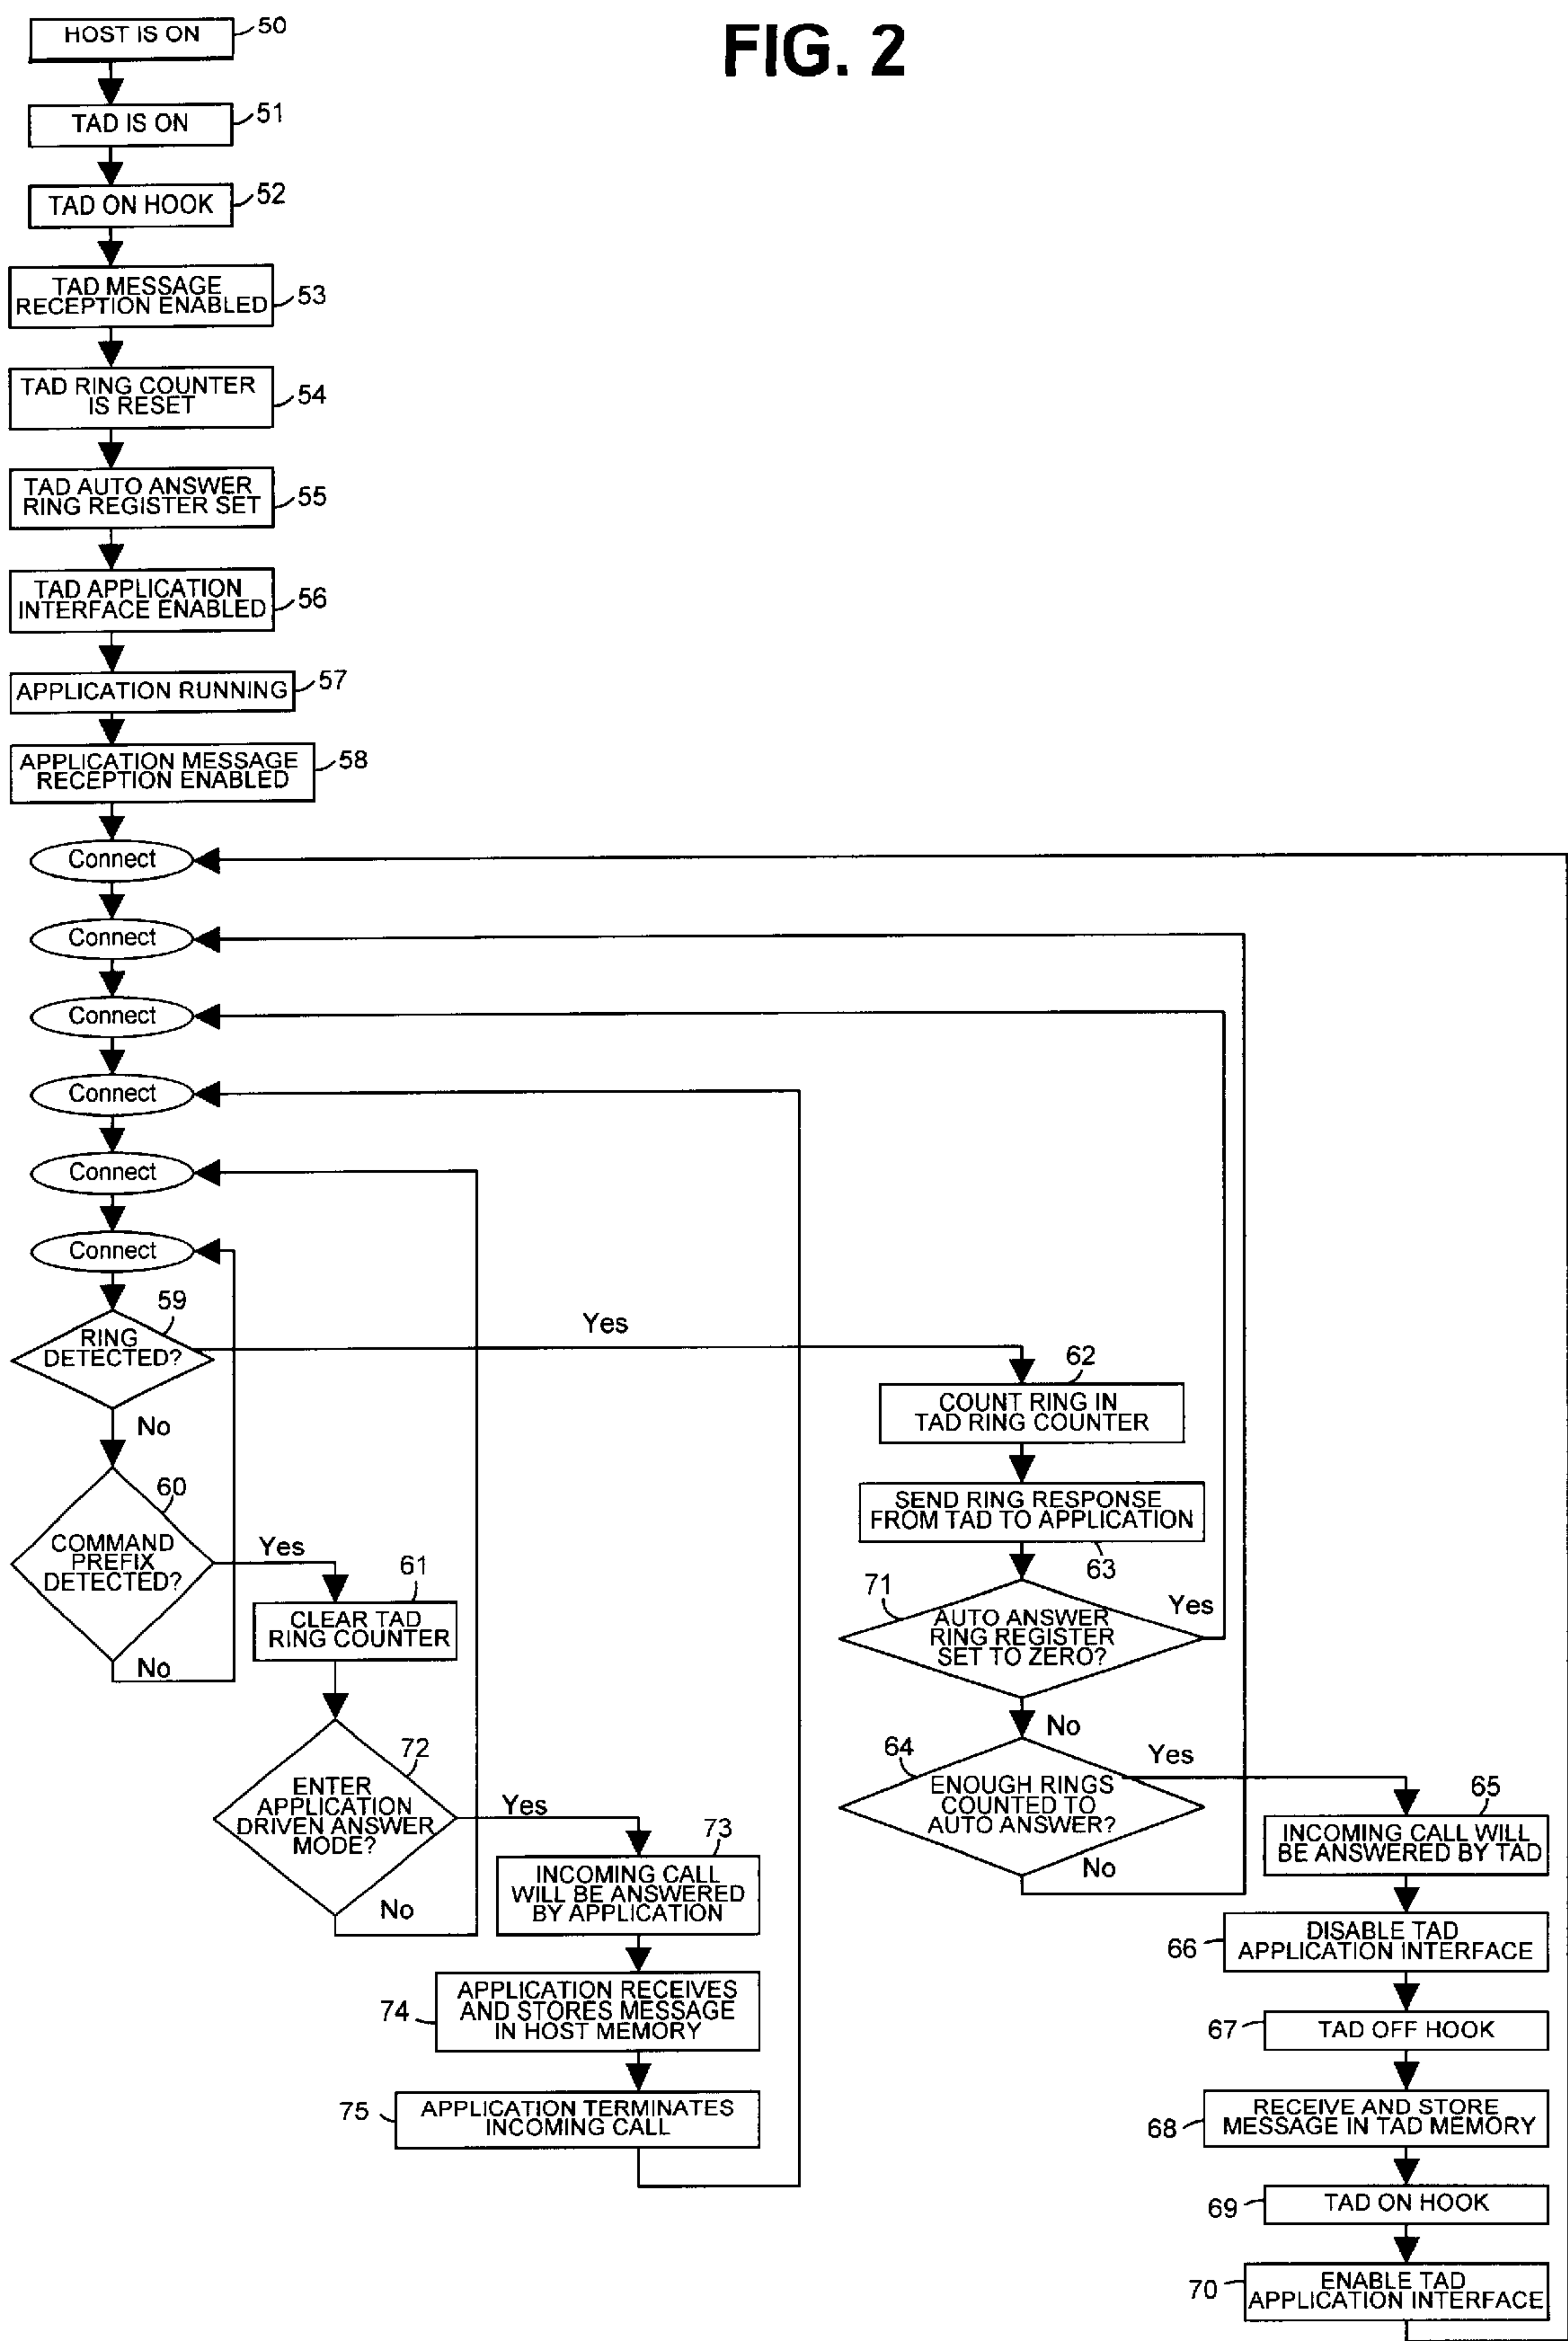 FIG. 2
HOST IS ON
50
TAD IS ON
51
TAD ON HOOK
52
TAD MESSAGE
RECEPTION ENABLED
53
TAD RING COUNTER
IS RESET
54
TAD AUTO ANSWER
RING REGISTER SET
55
TAD APPLICATION
INTERFACE ENABLED
56
APPLICATION RUNNING
57
APPLICATION MESSAGE
RECEPTION ENABLED
58
Connect
Connect
Connect
Connect
Connect
Connect
59
RING
DETECTED?
Yes
No
60
COMMAND
PREFIX
DETECTED?
Yes
No
61
CLEAR TAD
RING COUNTER
72
ENTER
APPLICATION
DRIVEN ANSWER
MODE?
Yes
No
73
INCOMING CALL
WILL BE ANSWERED
BY APPLICATION
74
APPLICATION RECEIVES
AND STORES MESSAGE
IN HOST MEMORY
75
APPLICATION TERMINATES
INCOMING CALL
62
COUNT RING IN
TAD RING COUNTER
SEND RING RESPONSE
FROM TAD TO APPLICATION
63
71
AUTO ANSWER
RING REGISTER
SET TO ZERO?
Yes
No
64
ENOUGH RINGS
COUNTED TO
AUTO ANSWER?
Yes
No
65
INCOMING CALL WILL
BE ANSWERED BY TAD
66
DISABLE TAD
APPLICATION INTERFACE
67
TAD OFF HOOK
68
RECEIVE AND STORE
MESSAGE IN TAD MEMORY
69
TAD ON HOOK
70
ENABLE TAD
APPLICATION INTERFACE